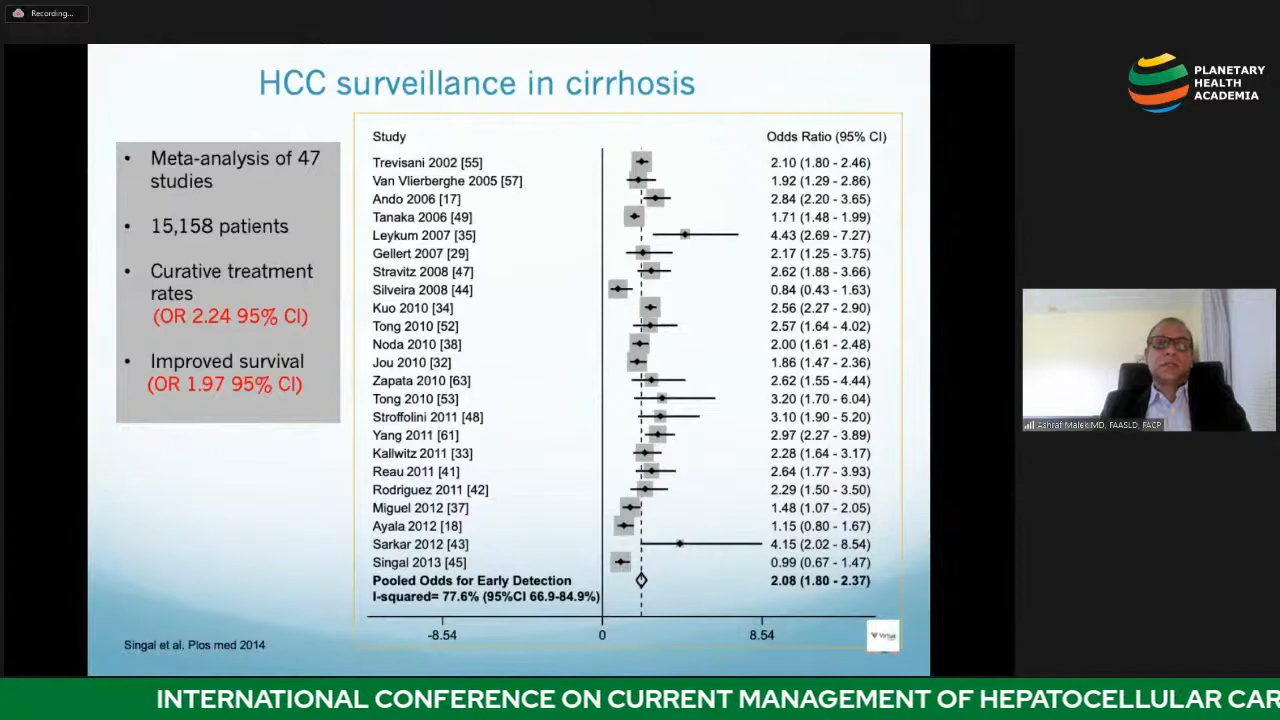 Recording...
HCC surveillance in cirrhosis
PLANETARY
HEALTH
ACADEMIA
• Meta-analysis of 47
studies
• 15,158 patients
• Curative treatment
rates
(OR 2.24 95% CI)
• Improved survival
(OR 1.97 95% CI)
Study Odds Ratio (95% CI)
Trevisani 2002 [55] 2.10 (1.80 - 2.46)
Van Vlierberghe 2005 [57] 1.92 (1.29 - 2.86)
Ando 2006 [17] 2.84 (2.20 - 3.65)
Tanaka 2006 [49] 1.71 (1.48 - 1.99)
Leykum 2007 [35] 4.43 (2.69 - 7.27)
Gellert 2007 [29] 2.17 (1.25 - 3.75)
Stravitz 2008 [47] 2.62 (1.88 - 3.66)
Silveira 2008 [44] 0.84 (0.43 - 1.63)
Kuo 2010 [34] 2.56 (2.27 - 2.90)
Tong 2010 [52] 2.57 (1.64 - 4.02)
Noda 2010 [38] 2.00 (1.61 - 2.48)
Jou 2010 [32] 1.86 (1.47 - 2.36)
Zapata 2010 [63] 2.62 (1.55 - 4.44)
Tong 2010 [53] 3.20 (1.70 - 6.04)
Stroffolini 2011 [48] 3.10 (1.90 - 5.20)
Yang 2011 [61] 2.97 (2.27 - 3.89)
Kallwitz 2011 [33] 2.28 (1.64 - 3.17)
Reau 2011 [41] 2.64 (1.77 - 3.93)
Rodriguez 2011 [42] 2.29 (1.50 - 3.50)
Miguel 2012 [37] 1.48 (1.07 - 2.05)
Ayala 2012 [18] 1.15 (0.80 - 1.67)
Sarkar 2012 [43] 4.15 (2.02 - 8.54)
Singal 2013 [45] 0.99 (0.67 - 1.47)
Pooled Odds for Early Detection 2.08 (1.80 - 2.37)
I-squared= 77.6% (95%CI 66.9-84.9%)
-8.54 0 8.54
Virtua
Singal et al. Plos med 2014
Ashraf Malek MD, FAASLD, FACP
INTERNATIONAL CONFERENCE ON CURRENT MANAGEMENT OF HEPATOCELLULAR CAR